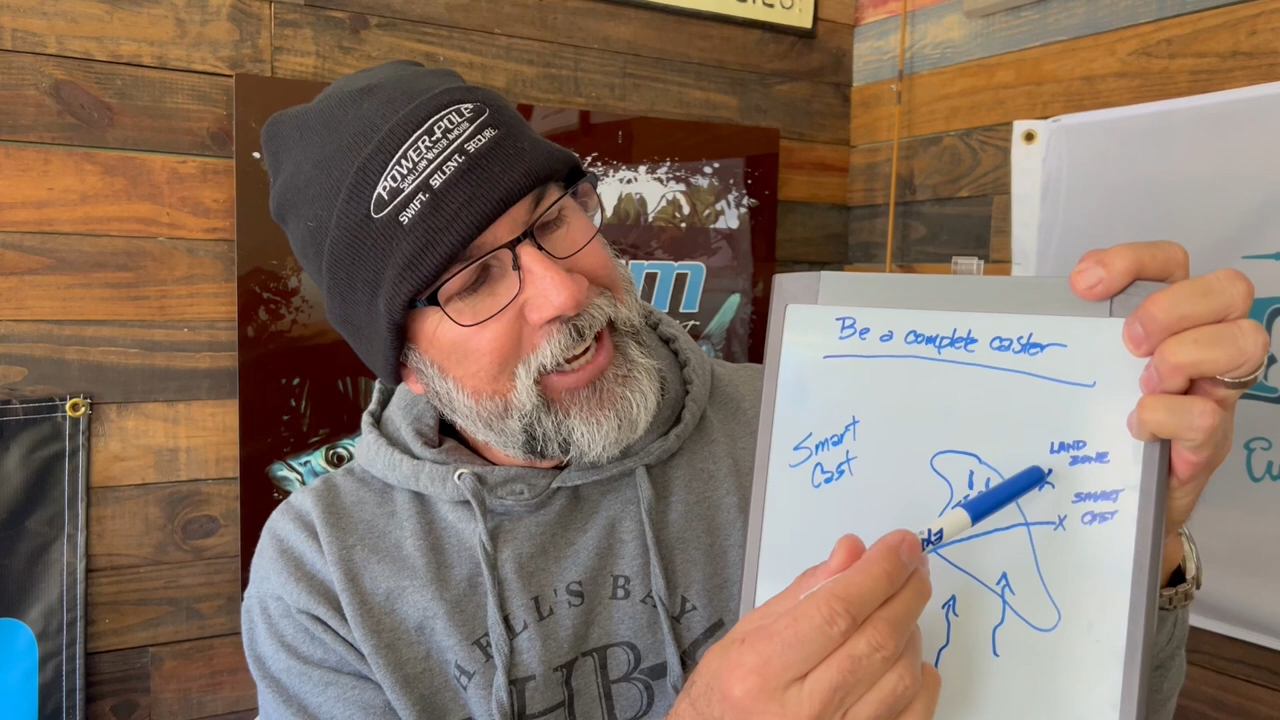 POWER-POLE
SHALLOW WATER ANCHOR
SWIFT. SILENT. SECURE.
Be a complete caster
Smart
Cast
LAND
ZONE
SMART
CAST
X
HELL'S BAY
HB